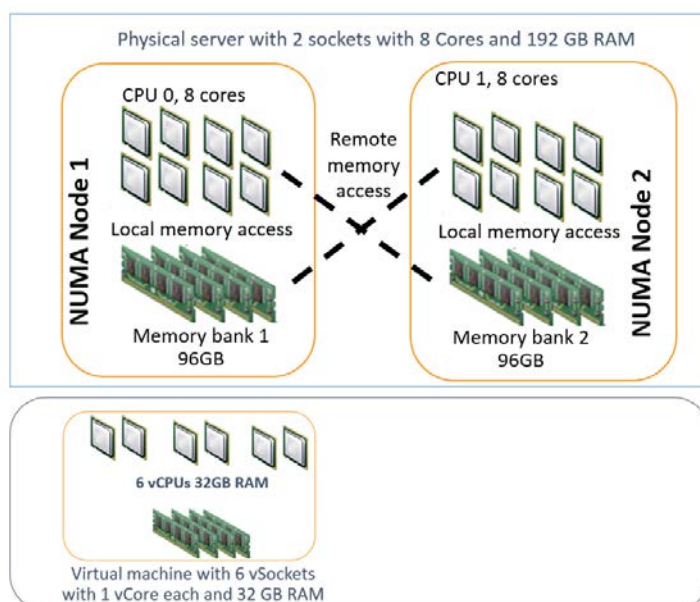 Physical server with 2 sockets with 8 Cores and 192 GB RAM
NUMA Node 1
CPU 0, 8 cores
Local memory access
Memory bank 1
96GB
Remote
memory
access
CPU 1, 8 cores
Local memory access
Memory bank 2
96GB
NUMA Node 2
6 vCPUs 32GB RAM
Virtual machine with 6 vSockets
with 1 vCore each and 32 GB RAM